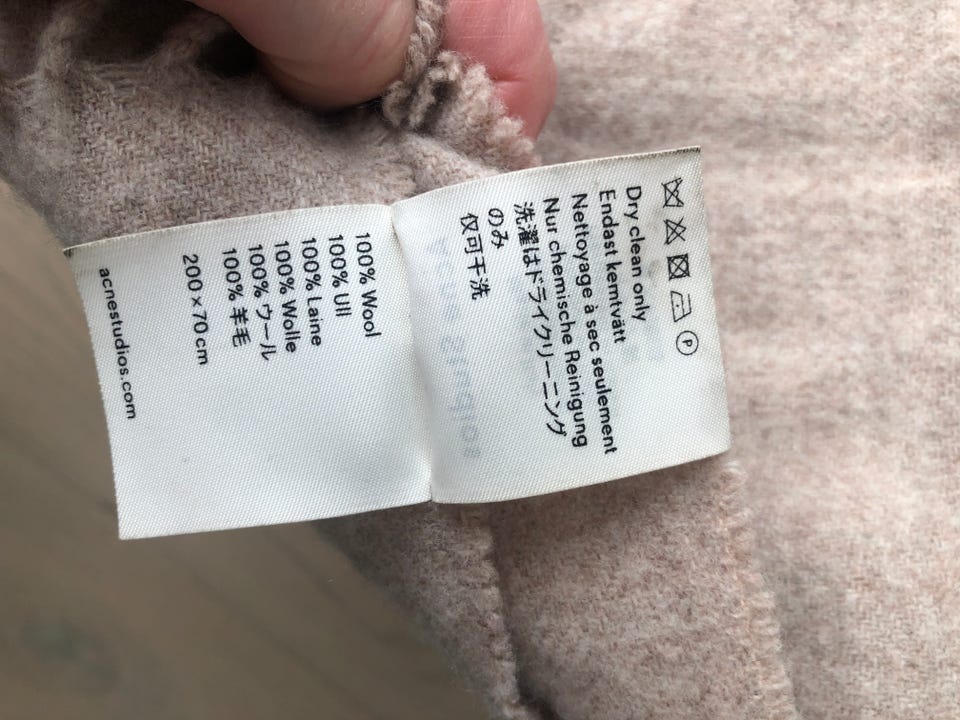 P
Dry clean only
Endast kemtvätt
Nettoyage à sec seulement
Nur chemische Reinigung
洗濯はドライクリーニング
のみ
仅可干洗
100% Wool
100% Ull
100% Laine
100% Wolle
100% ウール
100% 羊毛
200 x 70 cm
acnestudios.com